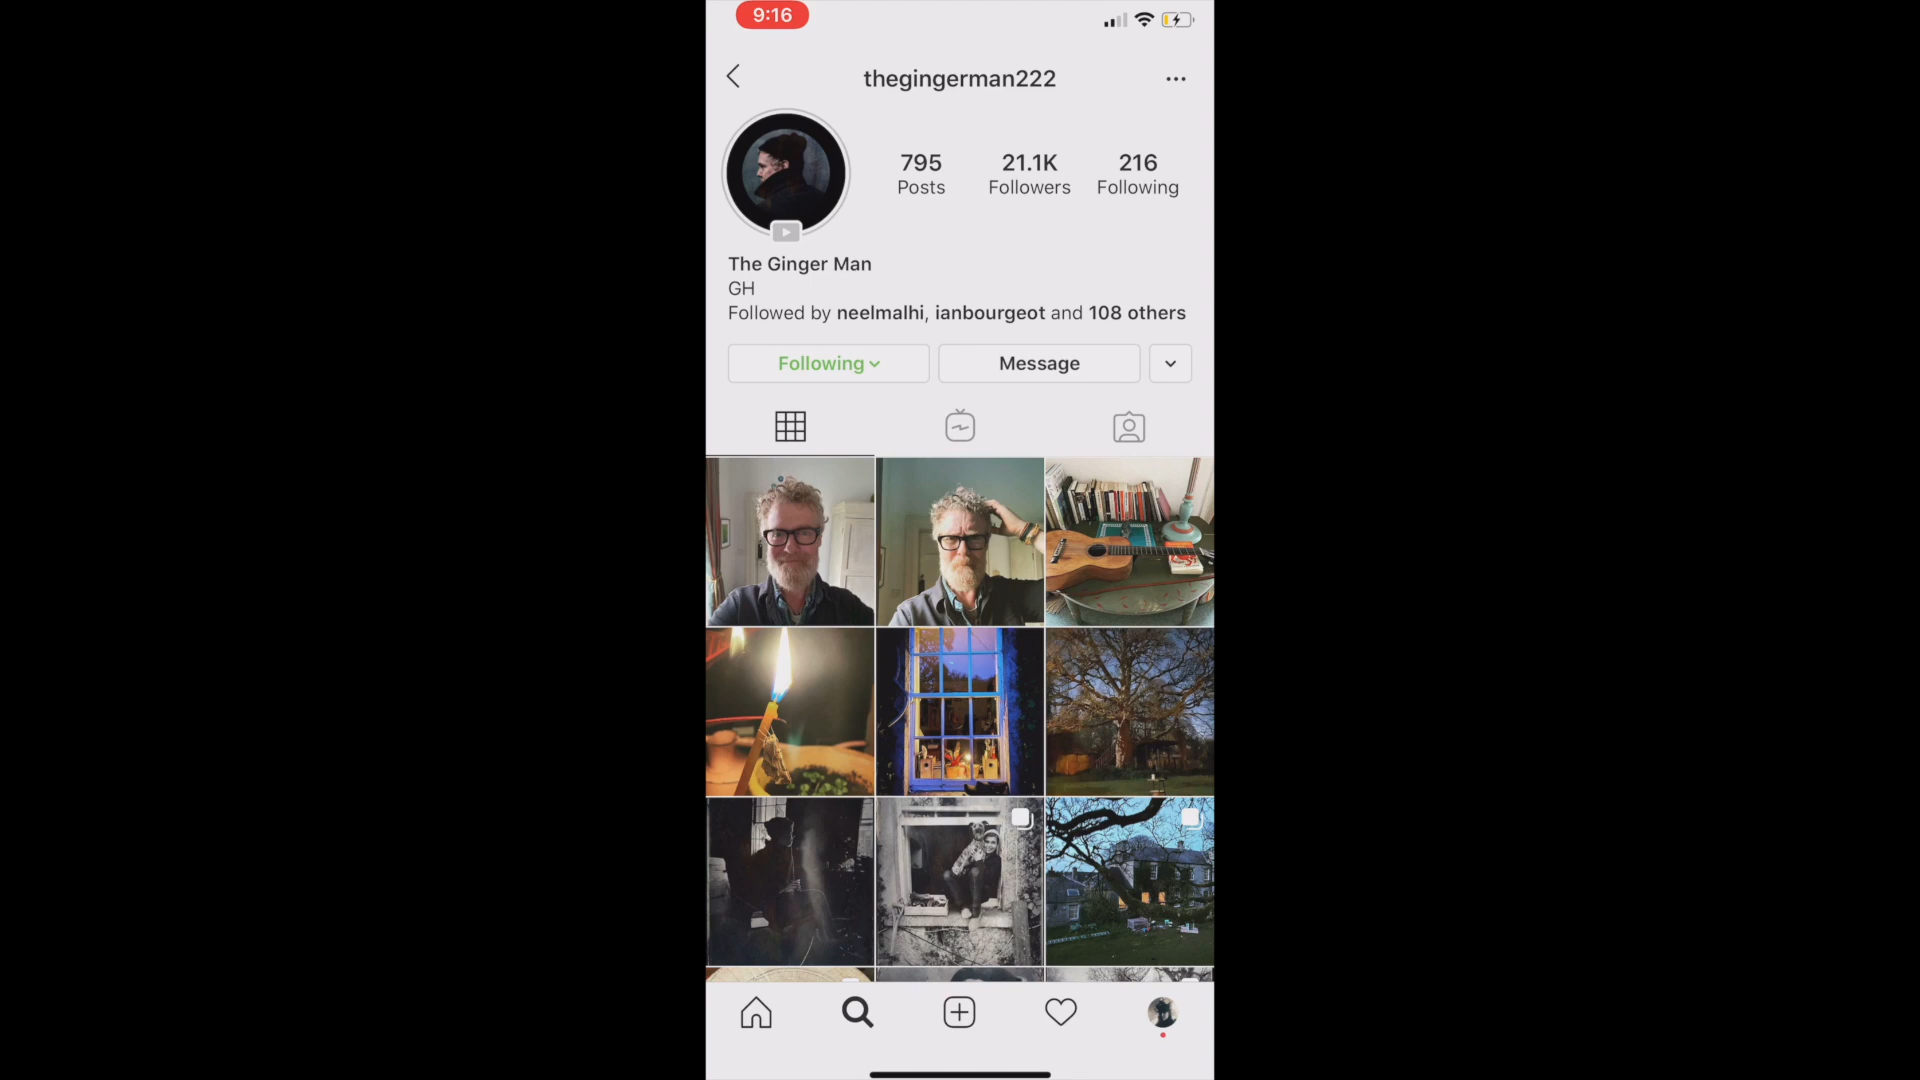 9:16
thegingerman222
795 21.1K 216
Posts Followers Following
The Ginger Man
GH
Followed by neelmalhi, ianbourgeot and 108 others
Following Message